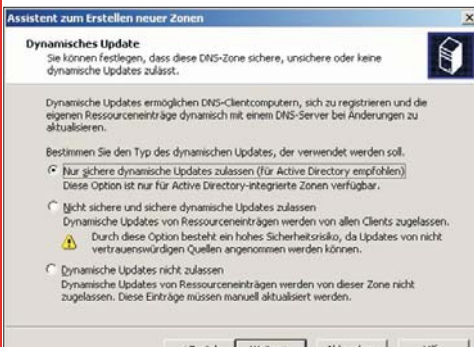 Assistent zum Erstellen neuer Zonen
Dynamisches Update
Sie können festlegen, dass diese DNS-Zone sichere, unsichere oder keine
dynamische Updates zulässt.
Dynamische Updates ermöglichen DNS-Clientcomputern, sich zu registrieren und die
eigenen Ressourceneinträge dynamisch mit einem DNS-Server bei Änderungen zu
aktualisieren.
Bestimmen Sie den Typ des dynamischen Updates, der verwendet werden soll.
Nur sichere dynamische Updates zulassen (für Active Directory empfohlen)
Diese Option ist nur für Active Directory-integrierte Zonen verfügbar.
Nicht sichere und sichere dynamische Updates zulassen
Dynamische Updates von Ressourceneinträgen werden von allen Clients zugelassen.
Durch diese Option besteht ein hohes Sicherheitsrisiko, da Updates von nicht
vertrauenswürdigen Quellen angenommen werden können.
Dynamische Updates nicht zulassen
Dynamische Updates von Ressourceneinträgen werden von dieser Zone nicht
zugelassen. Diese Einträge müssen manuell aktualisiert werden.